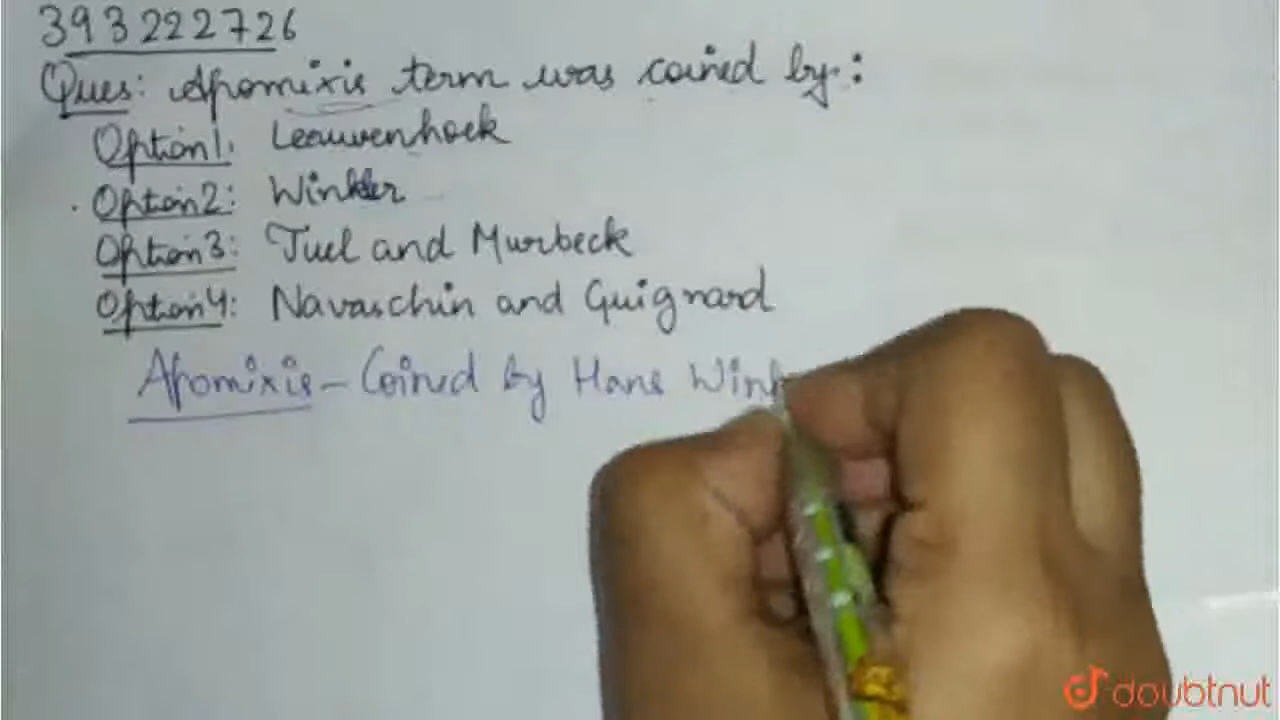 393222726
Ques: Apomixis term was coined by:
Option1: Leeuwenhoek
Option2: Winkler
Option3: Juel and Murbeck
Option4: Navaschin and Guignard
Apomixis - Coined by Hans Wink
doubtnut